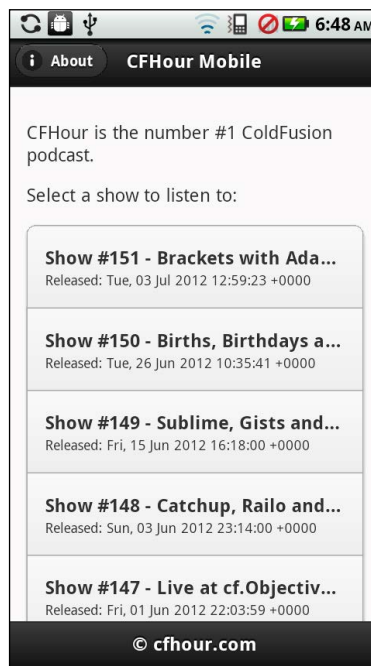 6:48 AM
i About
CFHour Mobile
CFHour is the number #1 ColdFusion
podcast.
Select a show to listen to:
Show #151 - Brackets with Ada...
Released: Tue, 03 Jul 2012 12:59:23 +0000
Show #150 - Births, Birthdays a...
Released: Tue, 26 Jun 2012 10:35:41 +0000
Show #149 - Sublime, Gists and...
Released: Fri, 15 Jun 2012 16:18:00 +0000
Show #148 - Catchup, Railo and...
Released: Sun, 03 Jun 2012 23:14:00 +0000
Show #147 - Live at cf.Objectiv...
Released: Fri, 01 Jun 2012 22:03:59 +0000
© cfhour.com